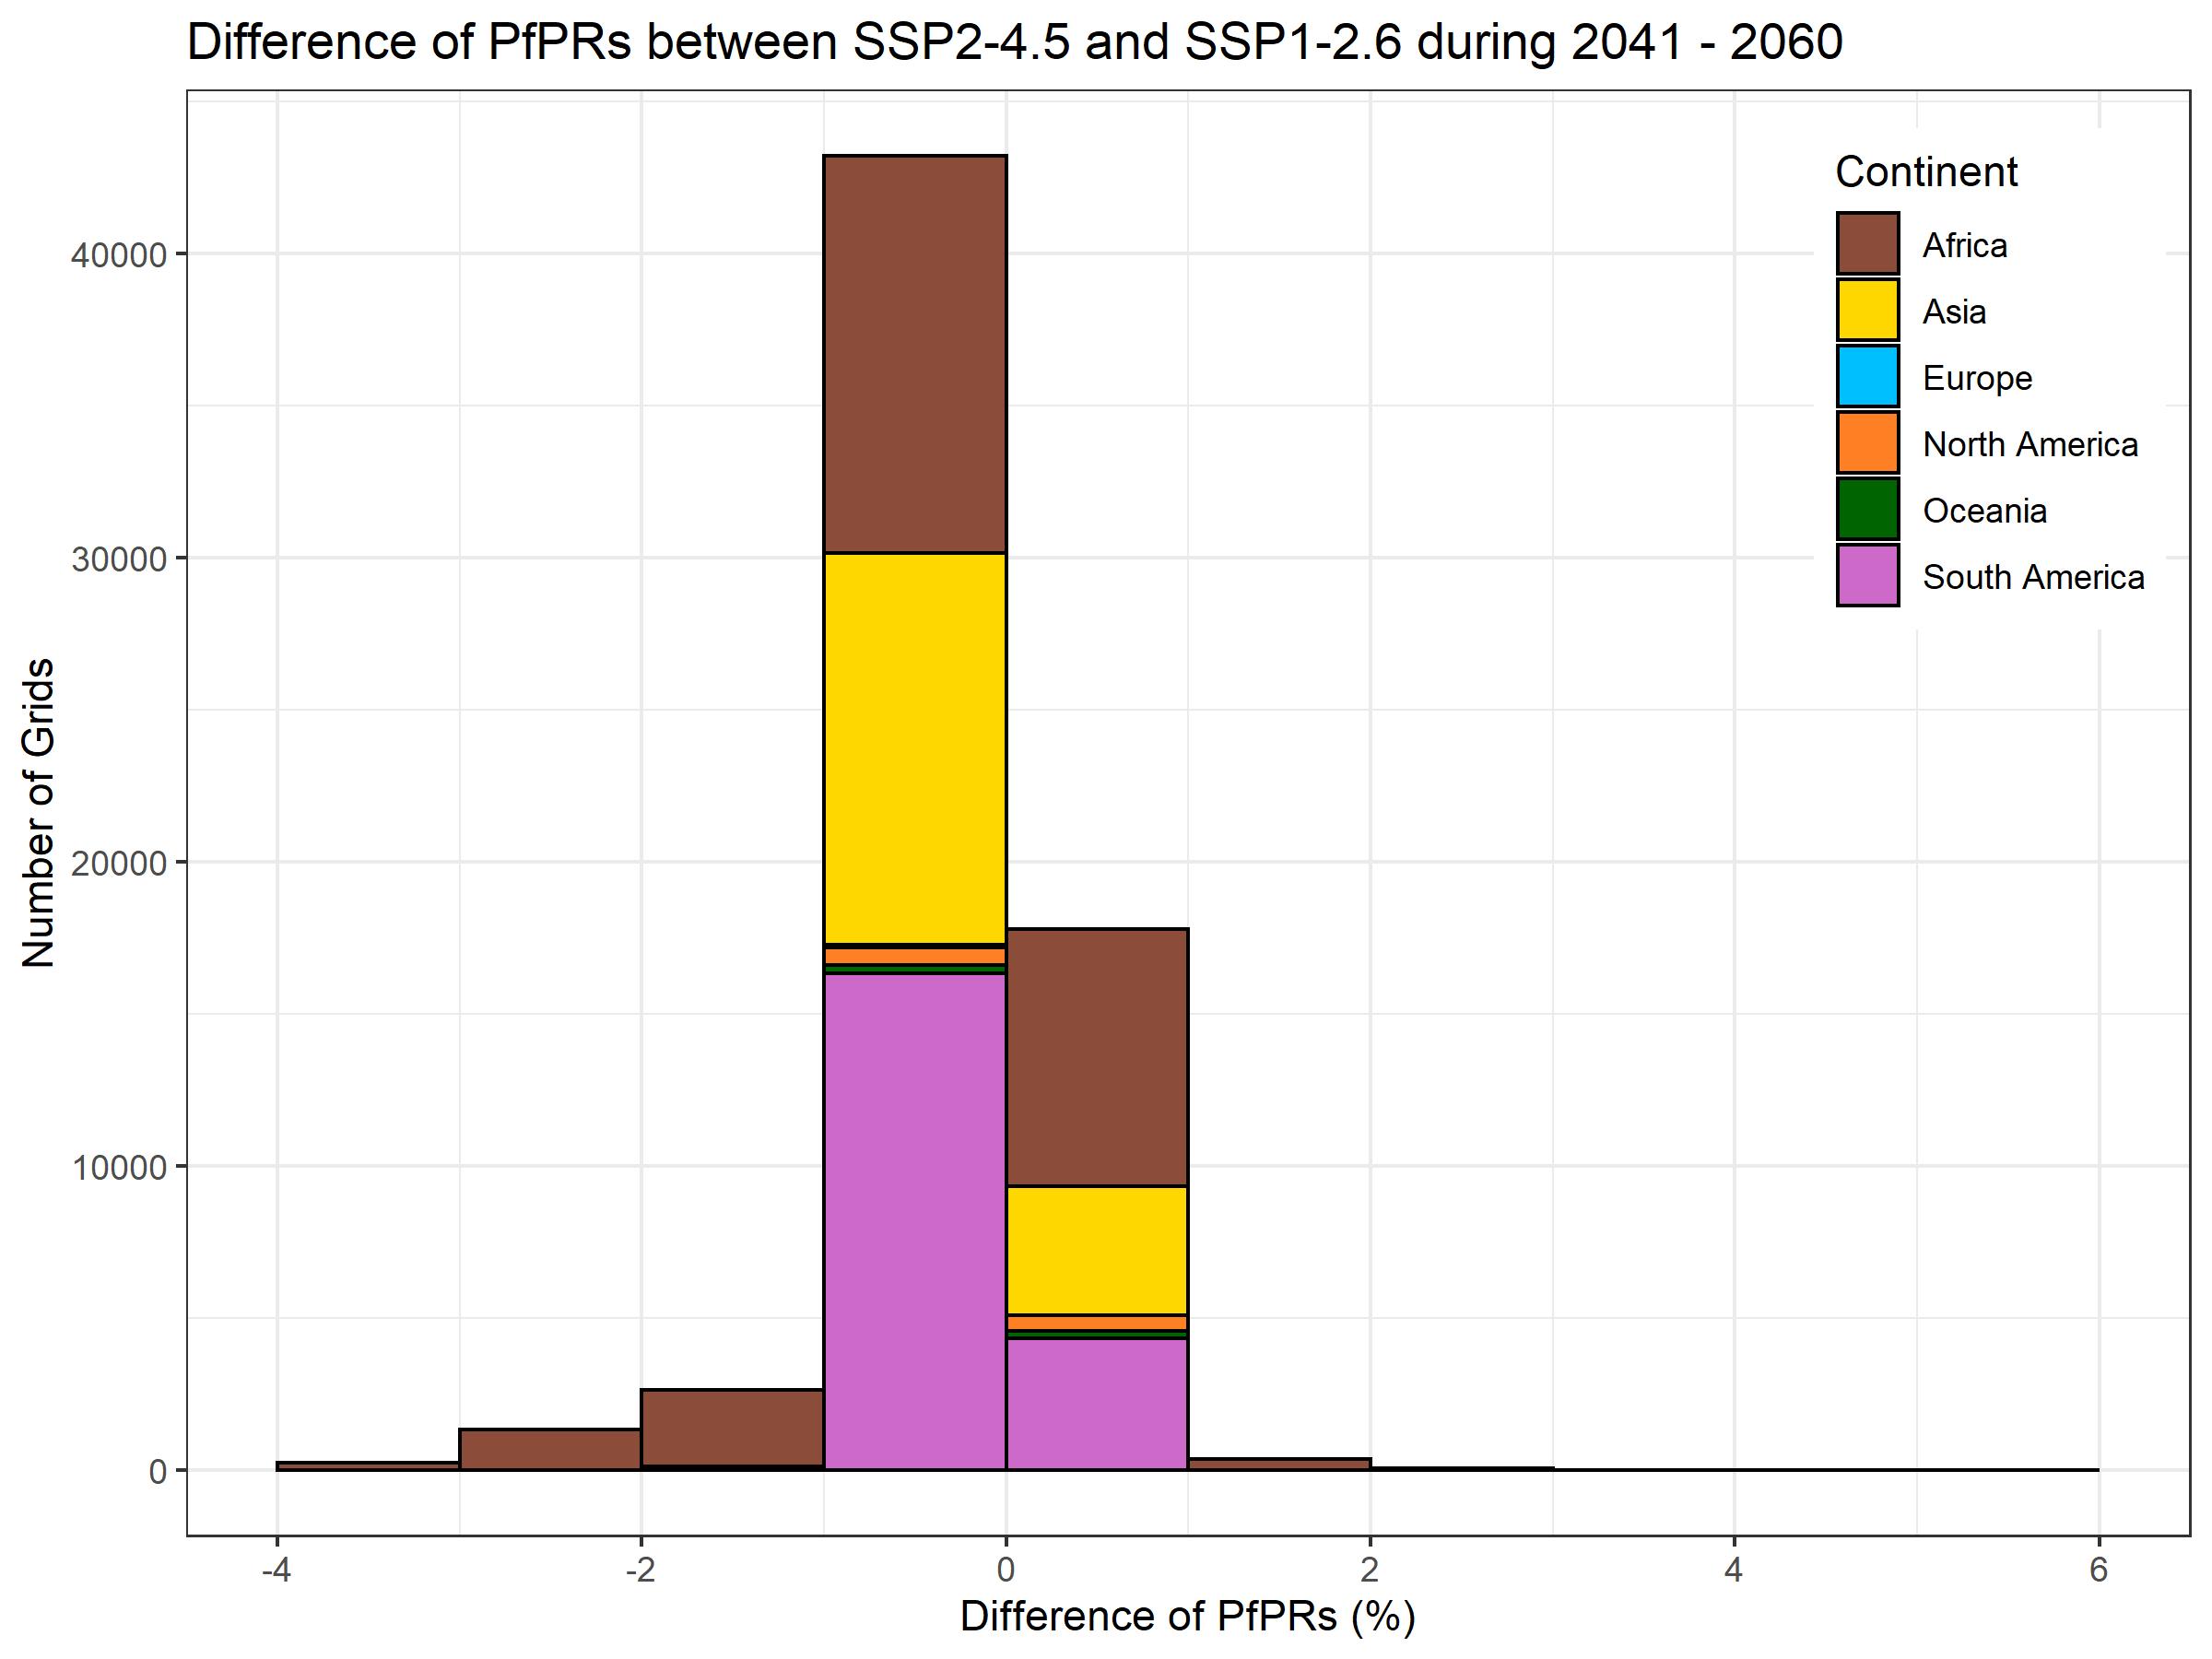 Difference of PfPRs between SSP2-4.5 and SSP1-2.6 during 2041 - 2060
Continent
Africa
Asia
Europe
North America
Oceania
South America
40000
30000
20000
10000
0
Number of Grids
-4 -2 0 2 4 6
Difference of PfPRs (%)